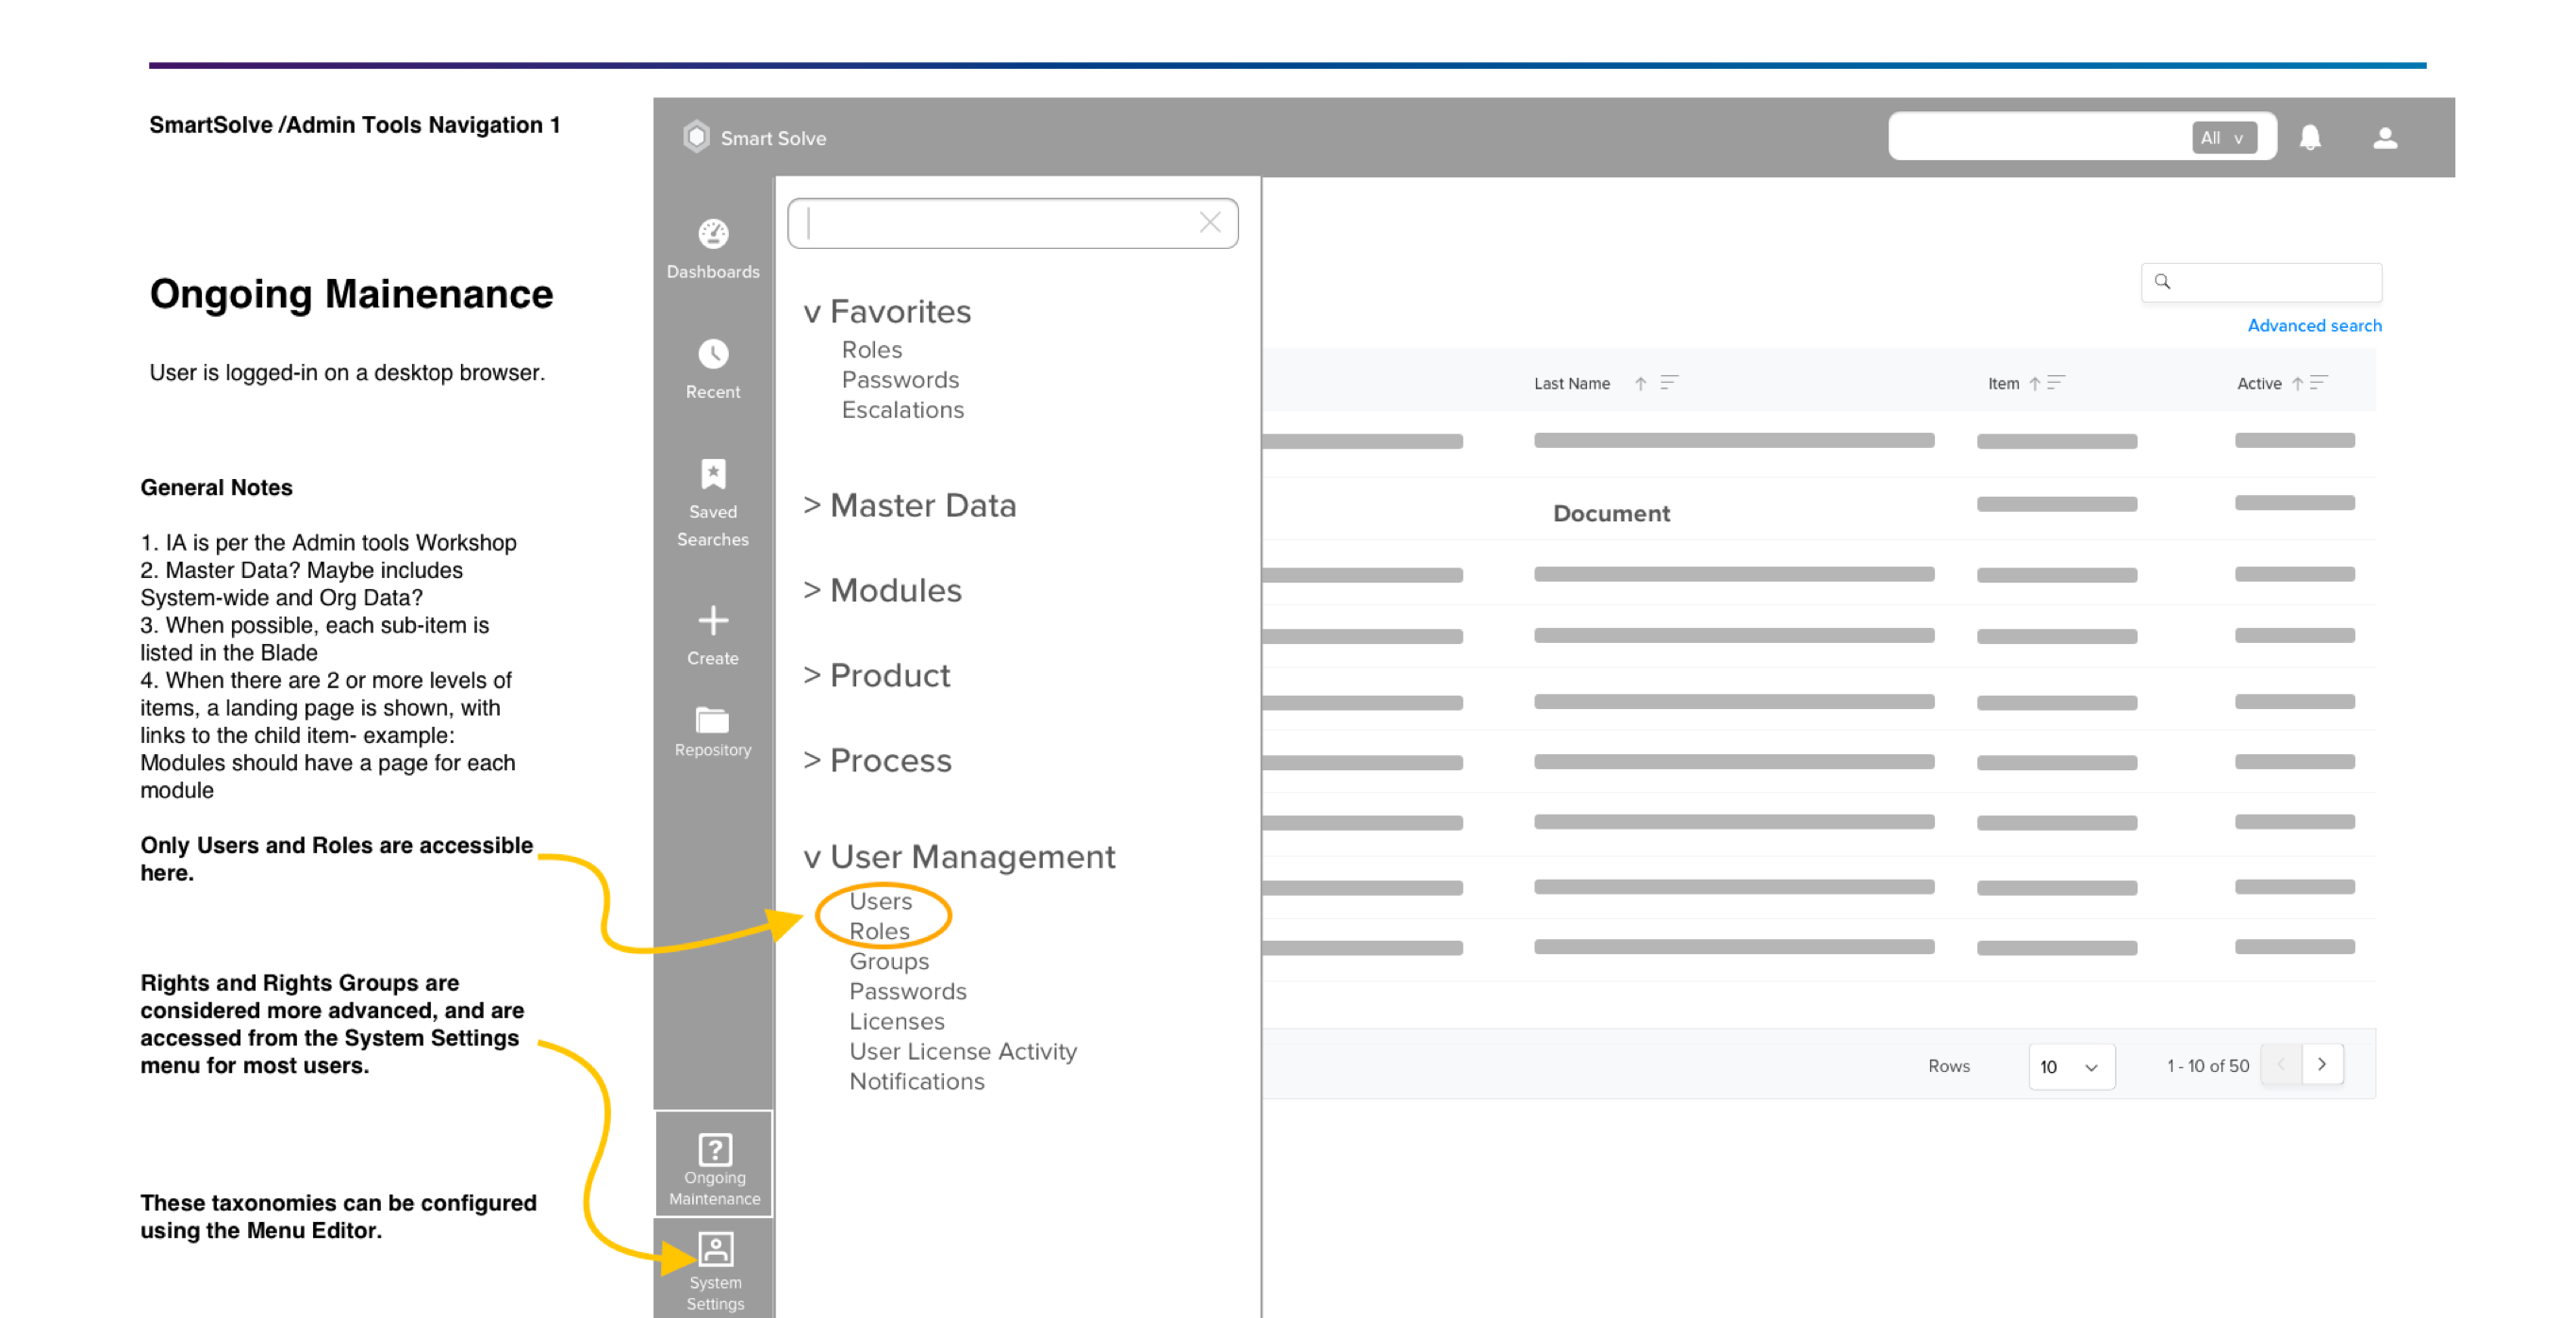 SmartSolve /Admin Tools Navigation 1
Ongoing Mainenance
User is logged-in on a desktop browser.
General Notes
1. IA is per the Admin tools Workshop
2. Master Data? Maybe includes
System-wide and Org Data?
3. When possible, each sub-item is
listed in the Blade
4. When there are 2 or more levels of
items, a landing page is shown, with
links to the child item- example:
Modules should have a page for each
module
Only Users and Roles are accessible
here.
Rights and Rights Groups are
considered more advanced, and are
accessed from the System Settings
menu for most users.
These taxonomies can be configured
using the Menu Editor.
Smart Solve
All v
Dashboards
Recent
Saved
Searches
Create
Repository
Ongoing
Maintenance
System
Settings
v Favorites
Roles
Passwords
Escalations
> Master Data
> Modules
> Product
> Process
v User Management
Users
Roles
Groups
Passwords
Licenses
User License Activity
Notifications
Advanced search
Last Name
Item
Active
Document
Rows
10
1 - 10 of 50